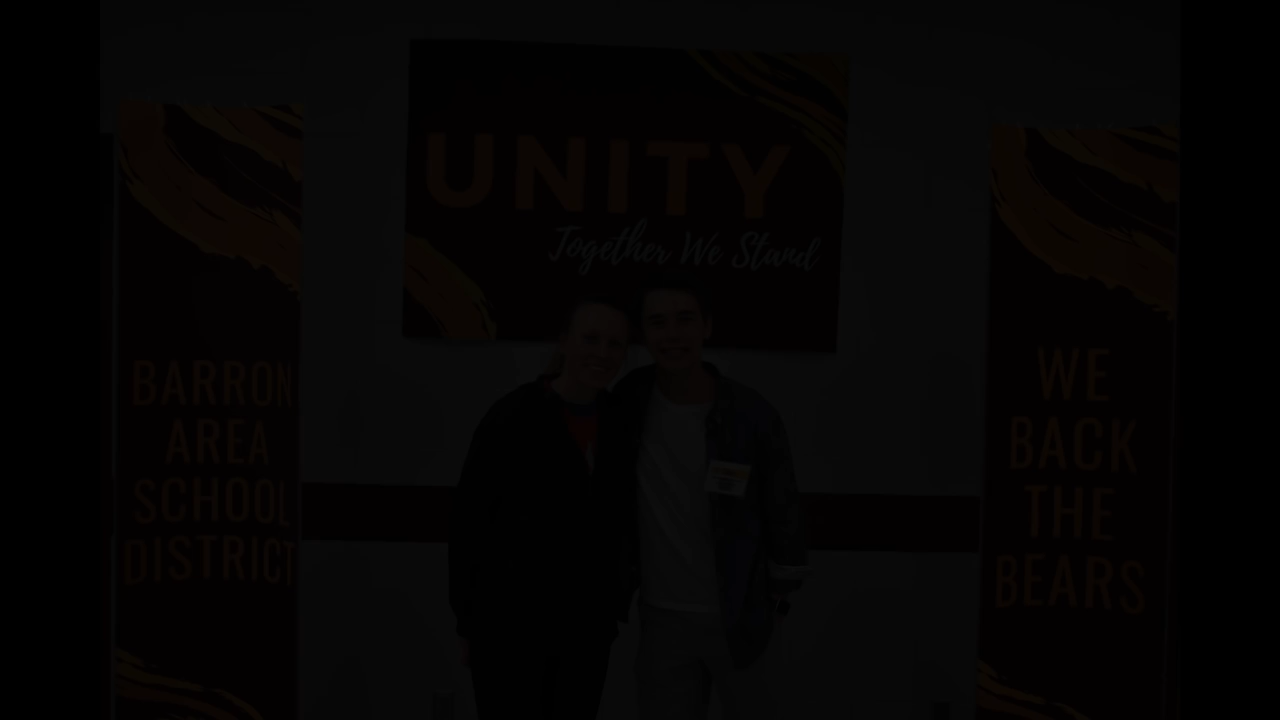 UNITY
Together We Stand
BARRON
AREA
SCHOOL
DISTRICT
WE
BACK
THE
BEARS